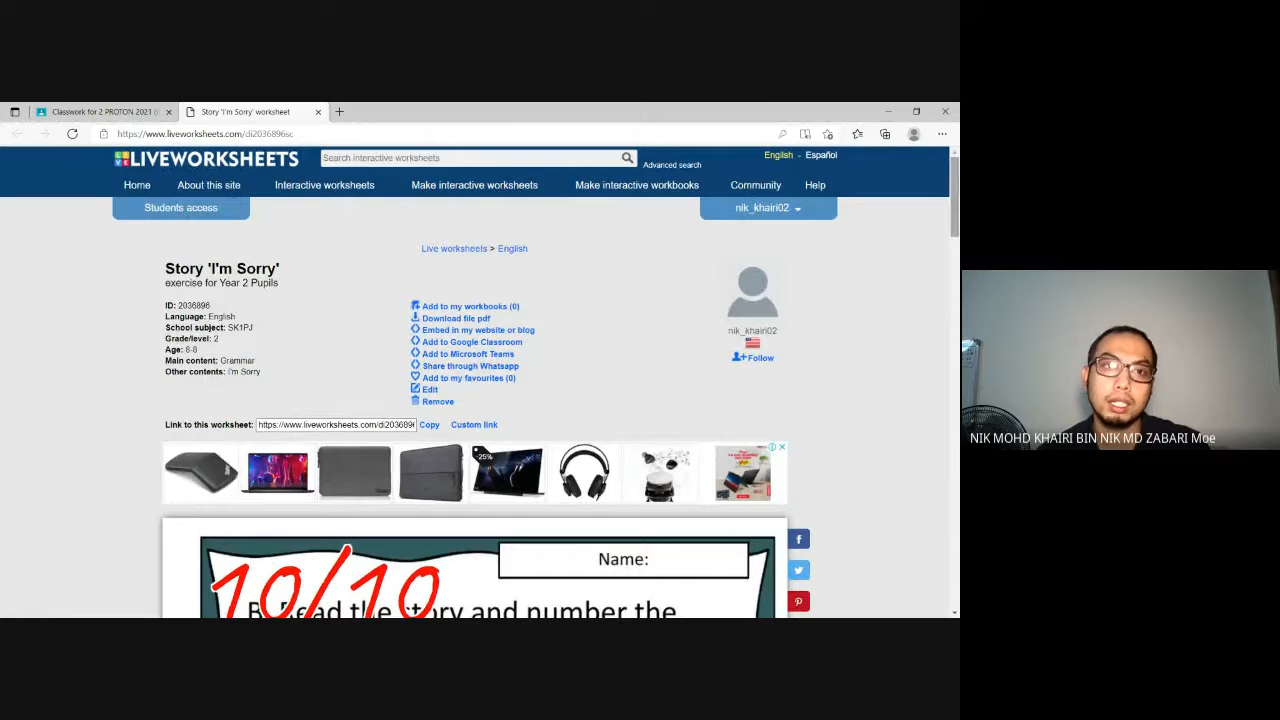 Classwork for 2 PROTON 2021 (
Story 'I'm Sorry' worksheet
https://www.liveworksheets.com/di2036896sc
LIVEWORKSHEETS
Search interactive worksheets
Advanced search
English - Español
Home
About this site
Interactive worksheets
Make interactive worksheets
Make interactive workbooks
Community
Help
Students access
nik_khairi02
Live worksheets > English
Story 'I'm Sorry'
exercise for Year 2 Pupils
ID: 2036896
Language: English
School subject: SK1PJ
Grade/level: 2
Age: 8-8
Main content: Grammar
Other contents: I'm Sorry
Add to my workbooks (0)
Download file pdf
Embed in my website or blog
Add to Google Classroom
Add to Microsoft Teams
Share through Whatsapp
Add to my favourites (0)
Edit
Remove
nik_khairi02
Follow
Link to this worksheet: https://www.liveworksheets.com/di203689 Copy Custom link
-25%
Name:
10/10
B. Read the story and number the
NIK MOHD KHAIRI BIN NIK MD ZABARI Moe